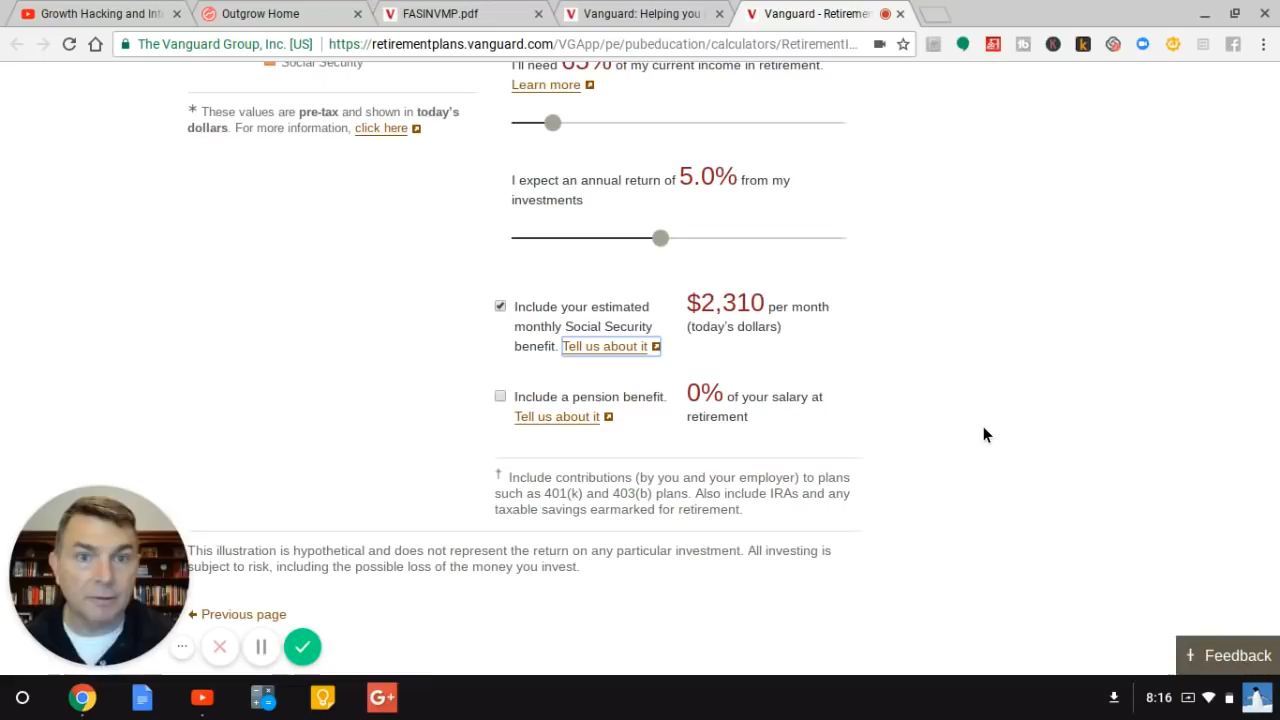 Growth Hacking and Int
Outgrow Home
FASINVMP.pdf
Vanguard: Helping you
Vanguard - Retireme
The Vanguard Group, Inc. [US]
https://retirementplans.vanguard.com/VGApp/pe/pubeducation/calculators/RetirementI...
Social Security
I'll need 65% of my current income in retirement.
Learn more
* These values are pre-tax and shown in today's
dollars. For more information, click here
I expect an annual return of 5.0% from my
investments
Include your estimated
monthly Social Security
benefit. Tell us about it
$2,310 per month
(today's dollars)
Include a pension benefit.
Tell us about it
0% of your salary at
retirement
† Include contributions (by you and your employer) to plans
such as 401(k) and 403(b) plans. Also include IRAs and any
taxable savings earmarked for retirement.
This illustration is hypothetical and does not represent the return on any particular investment. All investing is
subject to risk, including the possible loss of the money you invest.
Previous page
Feedback
8:16